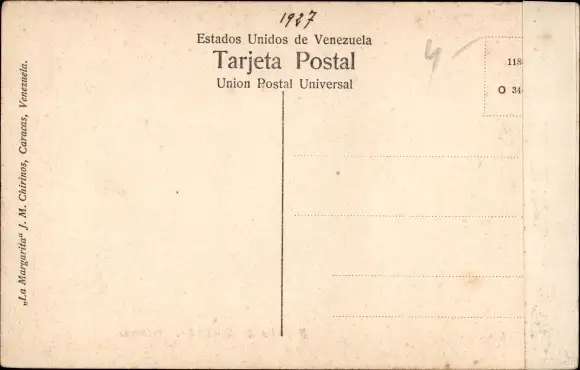 1927
Estados Unidos de Venezuela
Tarjeta Postal
Union Postal Universal
4
118
O 34
„La Margarita“ J. M. Chirinos, Caracas, Venezuela.